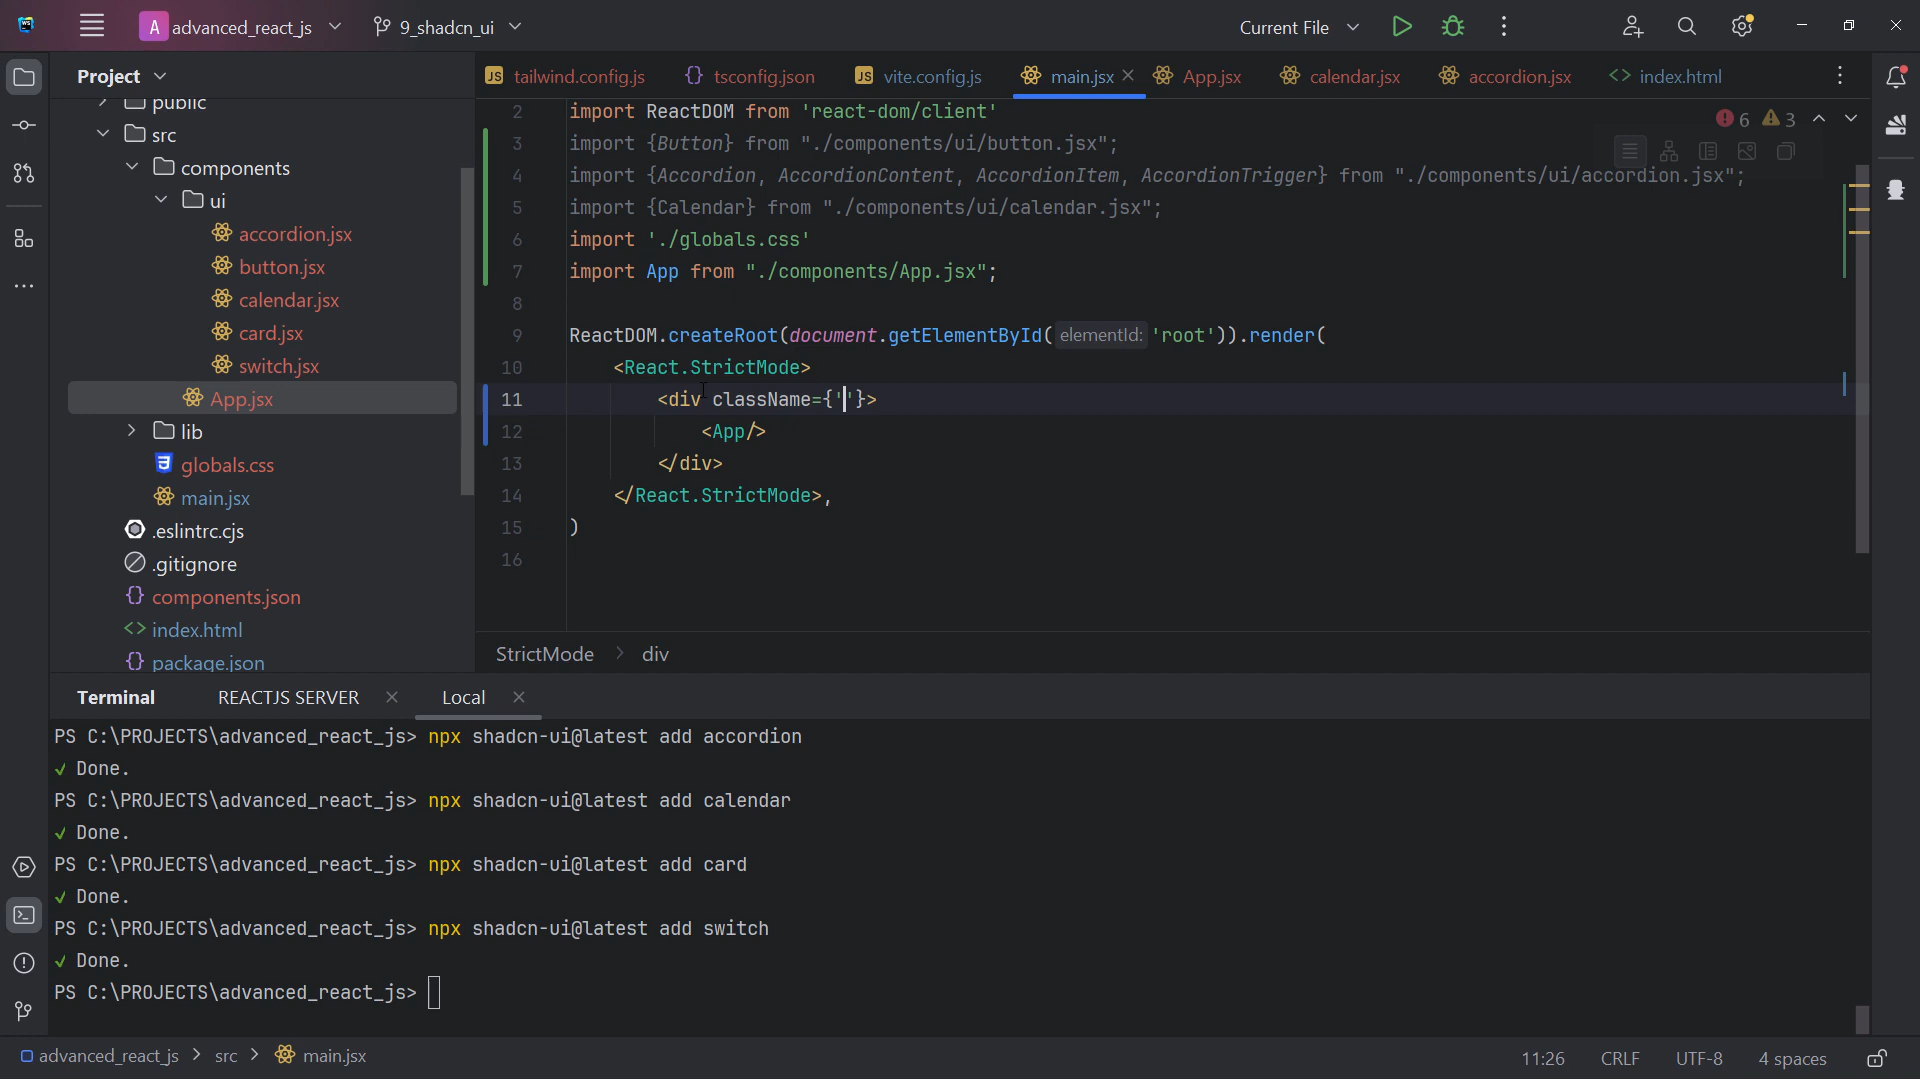 WS A advanced_react_js 9_shadcn_ui Current File
Project
public
src
components
ui
accordion.jsx
button.jsx
calendar.jsx
card.jsx
switch.jsx
App.jsx
lib
globals.css
main.jsx
.eslintrc.cjs
.gitignore
components.json
index.html
package.json
tailwind.config.js tsconfig.json vite.config.js main.jsx App.jsx calendar.jsx accordion.jsx index.html
6 3
2 import ReactDOM from 'react-dom/client'
3 import {Button} from "./components/ui/button.jsx";
4 import {Accordion, AccordionContent, AccordionItem, AccordionTrigger} from "./components/ui/accordion.jsx";
5 import {Calendar} from "./components/ui/calendar.jsx";
6 import './globals.css'
7 import App from "./components/App.jsx";
8
9 ReactDOM.createRoot(document.getElementById( elementId: 'root')).render(
10 <React.StrictMode>
11 <div className={''}>
12 <App/>
13 </div>
14 </React.StrictMode>,
15 )
16
StrictMode > div
Terminal REACTJS SERVER Local
PS C:\PROJECTS\advanced_react_js> npx shadcn-ui@latest add accordion
✓ Done.
PS C:\PROJECTS\advanced_react_js> npx shadcn-ui@latest add calendar
✓ Done.
PS C:\PROJECTS\advanced_react_js> npx shadcn-ui@latest add card
✓ Done.
PS C:\PROJECTS\advanced_react_js> npx shadcn-ui@latest add switch
✓ Done.
PS C:\PROJECTS\advanced_react_js>
advanced_react_js > src > main.jsx 11:26 CRLF UTF-8 4 spaces